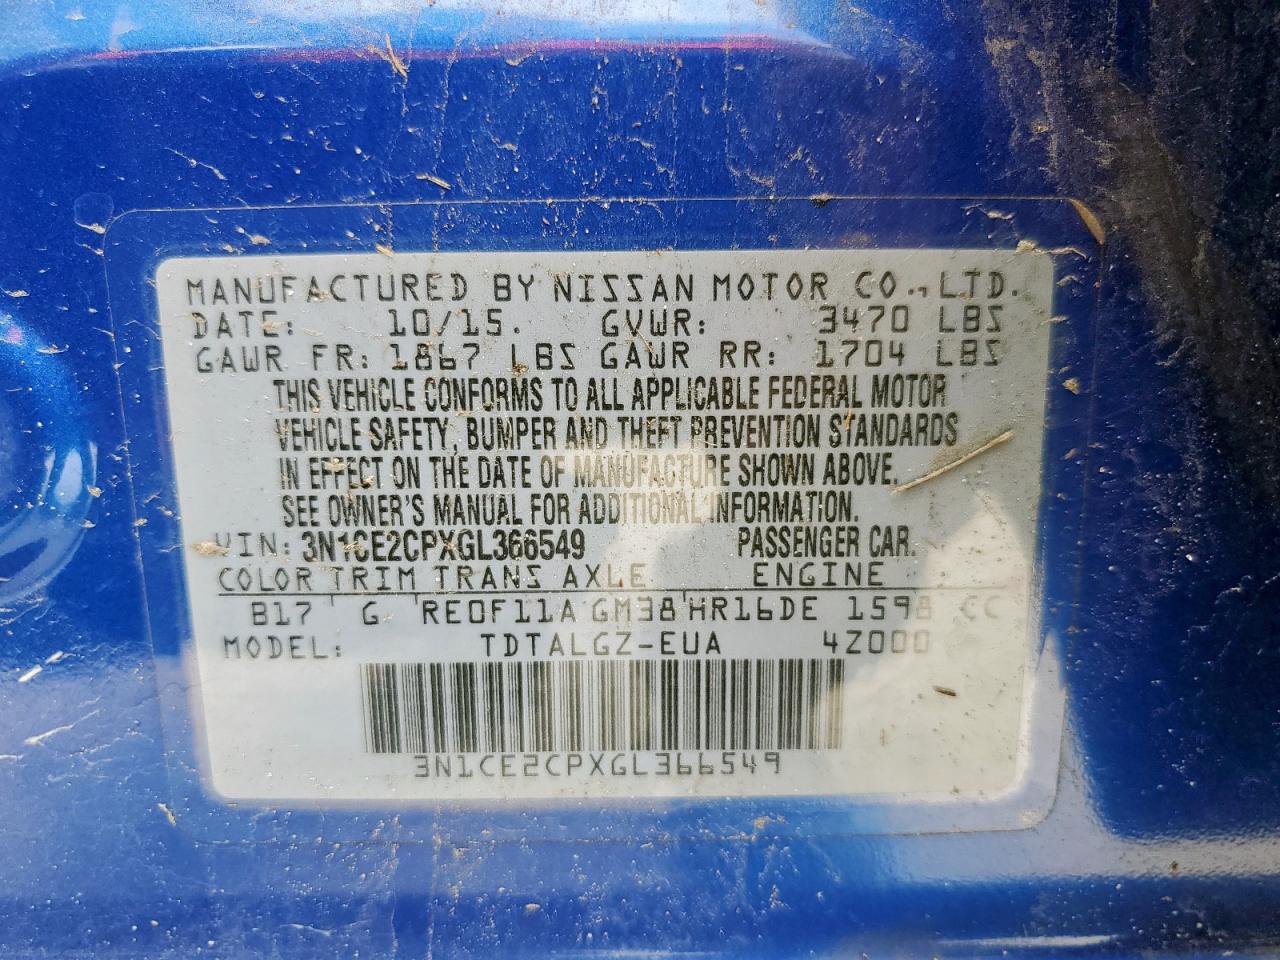 MANUFACTURED BY NISSAN MOTOR CO., LTD.
DATE: 10/15. GVWR: 3470 LBS
GAWR FR: 1867 LBS GAWR RR: 1704 LBS
THIS VEHICLE CONFORMS TO ALL APPLICABLE FEDERAL MOTOR
VEHICLE SAFETY, BUMPER AND THEFT PREVENTION STANDARDS
IN EFFECT ON THE DATE OF MANUFACTURE SHOWN ABOVE.
SEE OWNER'S MANUAL FOR ADDITIONAL INFORMATION.
VIN: 3N1CE2CPXGL366549 PASSENGER CAR.
COLOR TRIM TRANS AXLE ENGINE
B17 G RE0F11A GM38 HR16DE 1598 CC
MODEL: TDTALGZ-EUA 4Z000
3N1CE2CPXGL366549